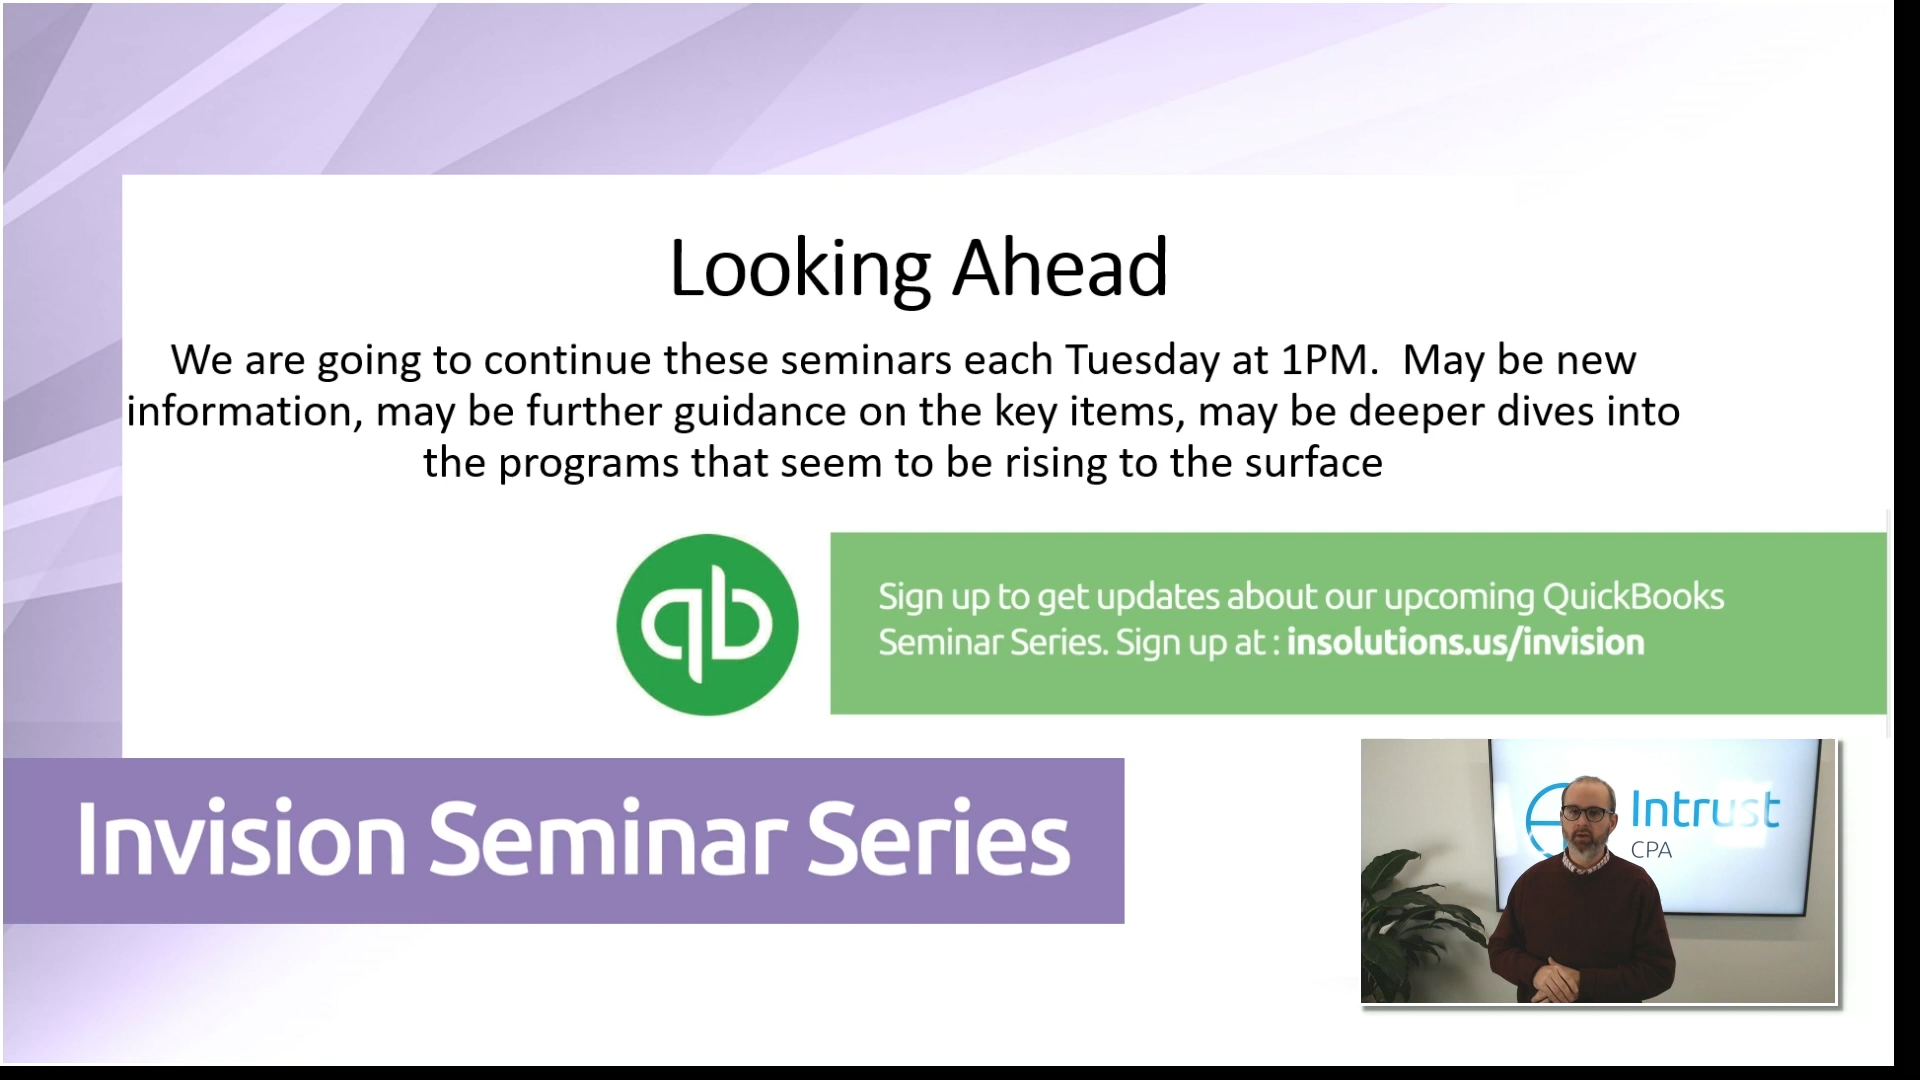 Looking Ahead
We are going to continue these seminars each Tuesday at 1PM.  May be new
information, may be further guidance on the key items, may be deeper dives into
the programs that seem to be rising to the surface
qb
Sign up to get updates about our upcoming QuickBooks
Seminar Series. Sign up at : insolutions.us/invision
Invision Seminar Series
Intrust
CPA